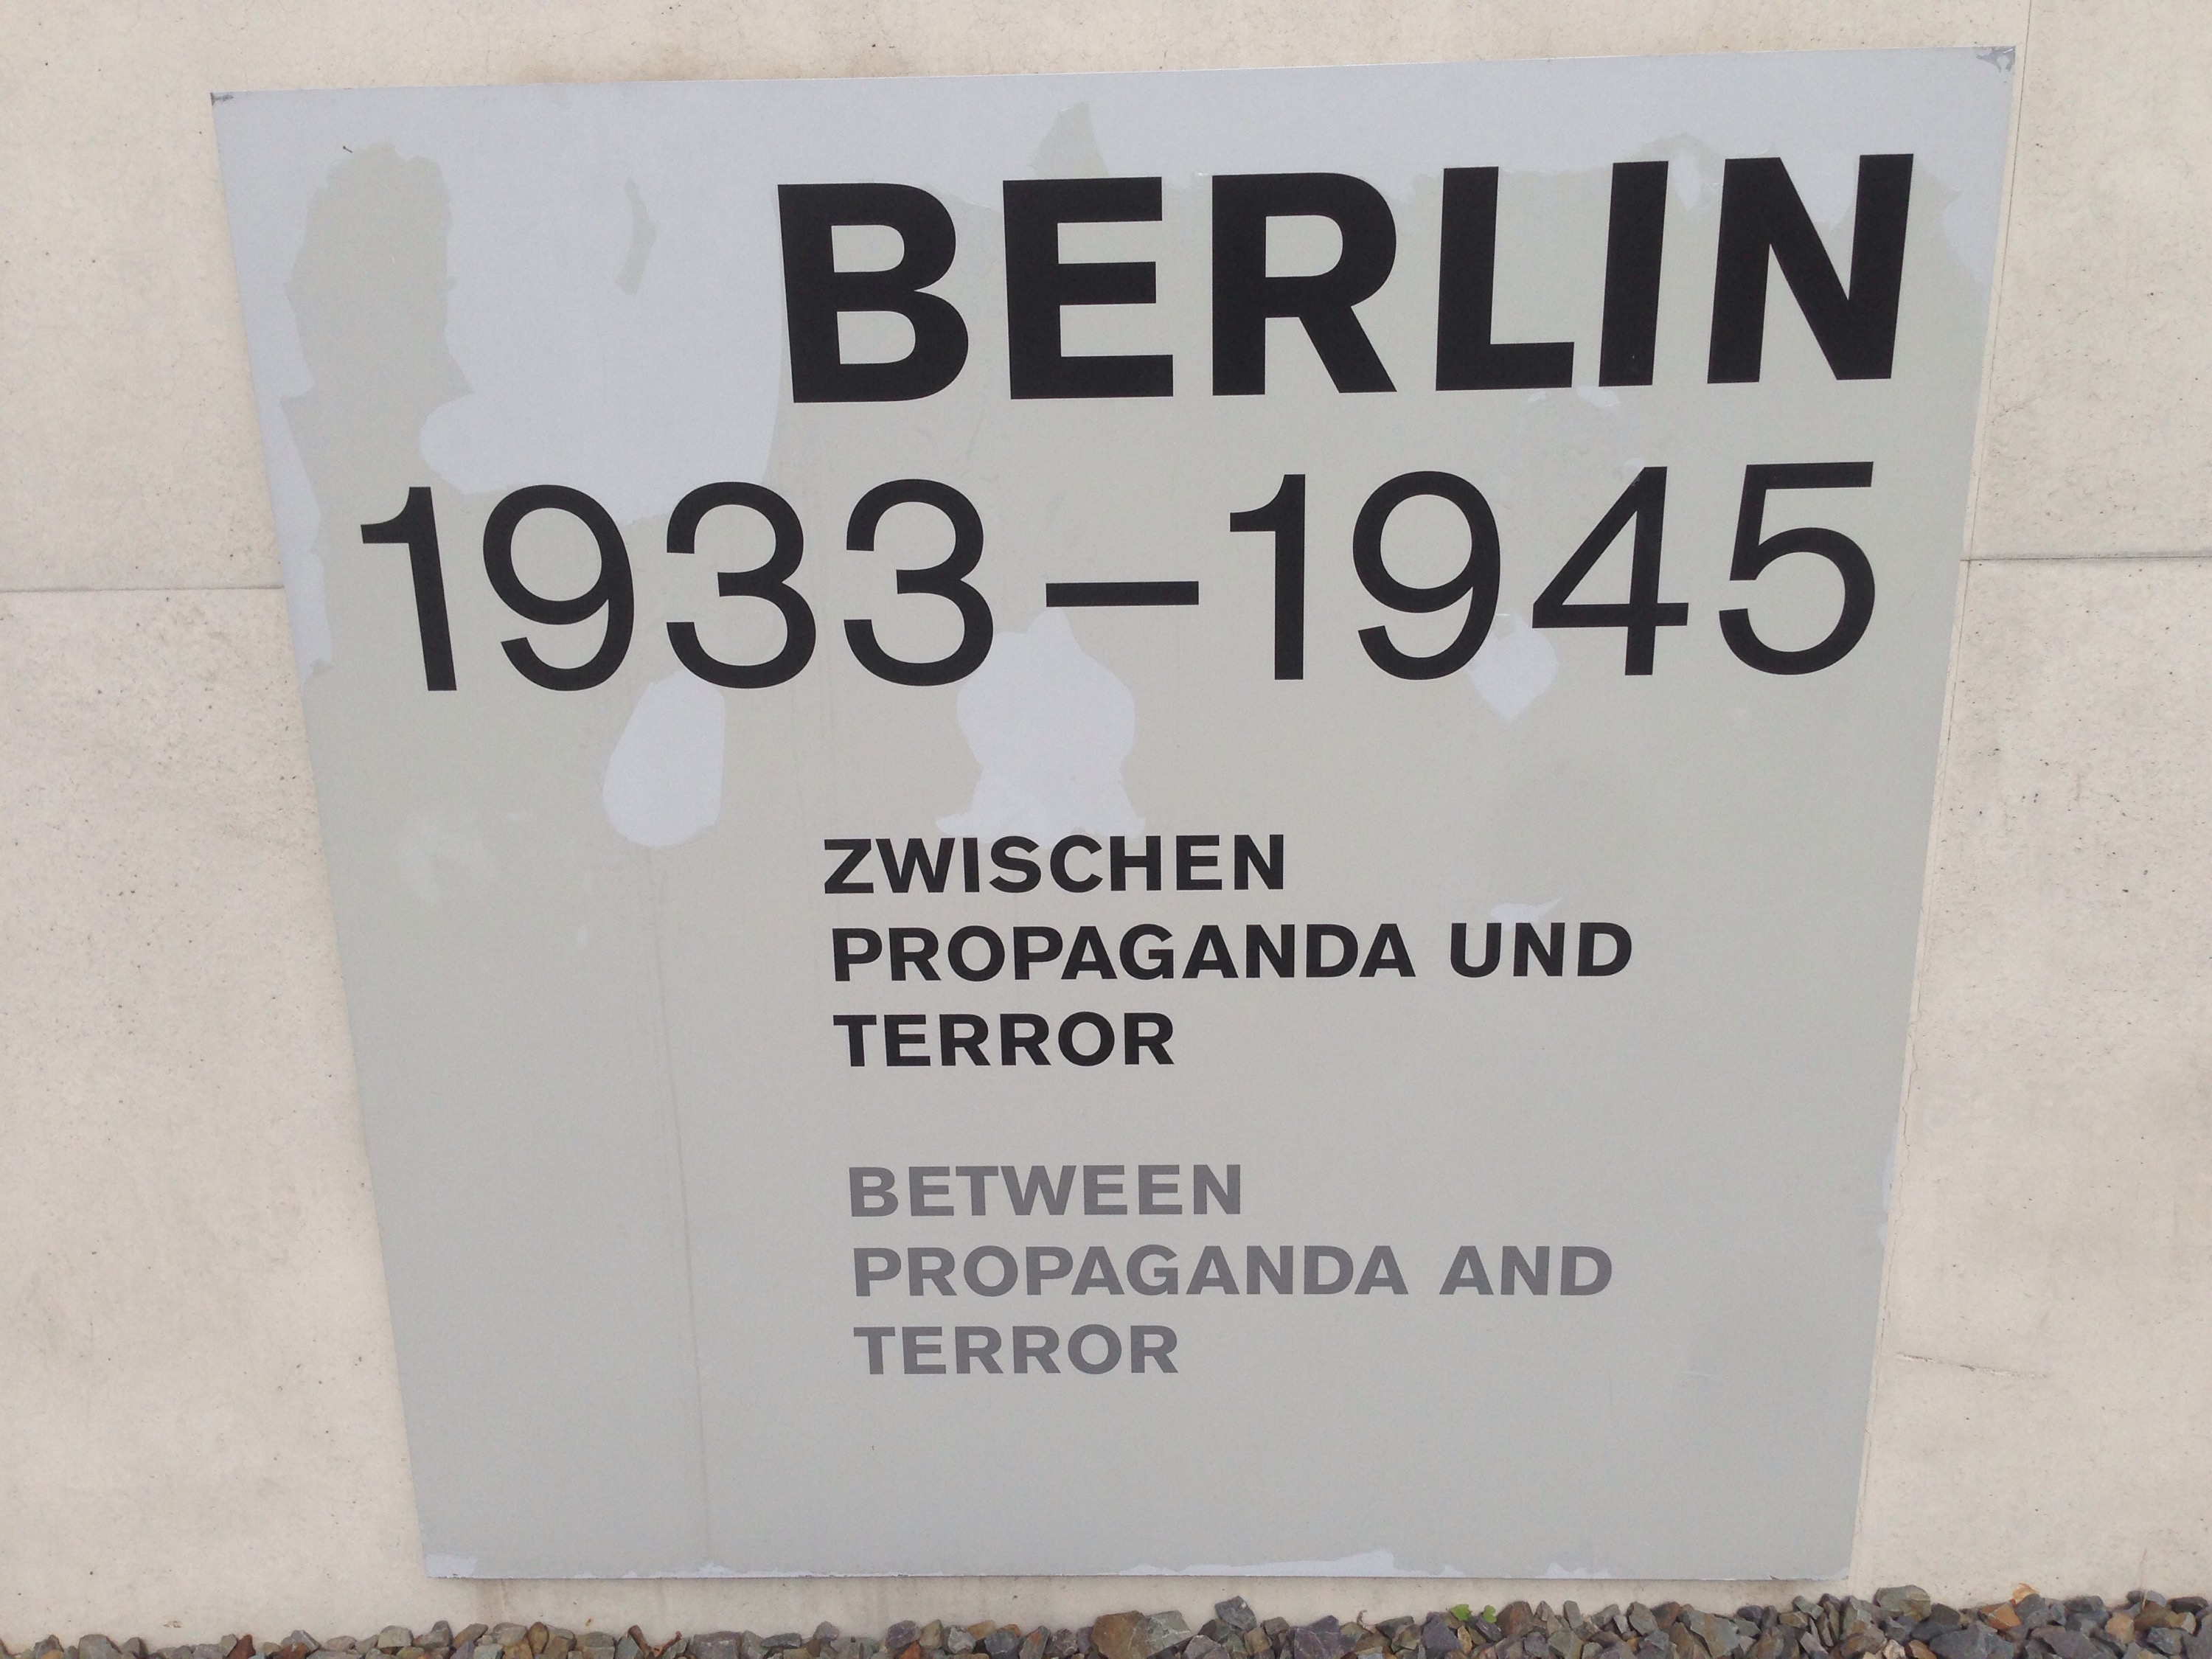 BERLIN
1933–1945
ZWISCHEN
PROPAGANDA UND
TERROR
BETWEEN
PROPAGANDA AND
TERROR